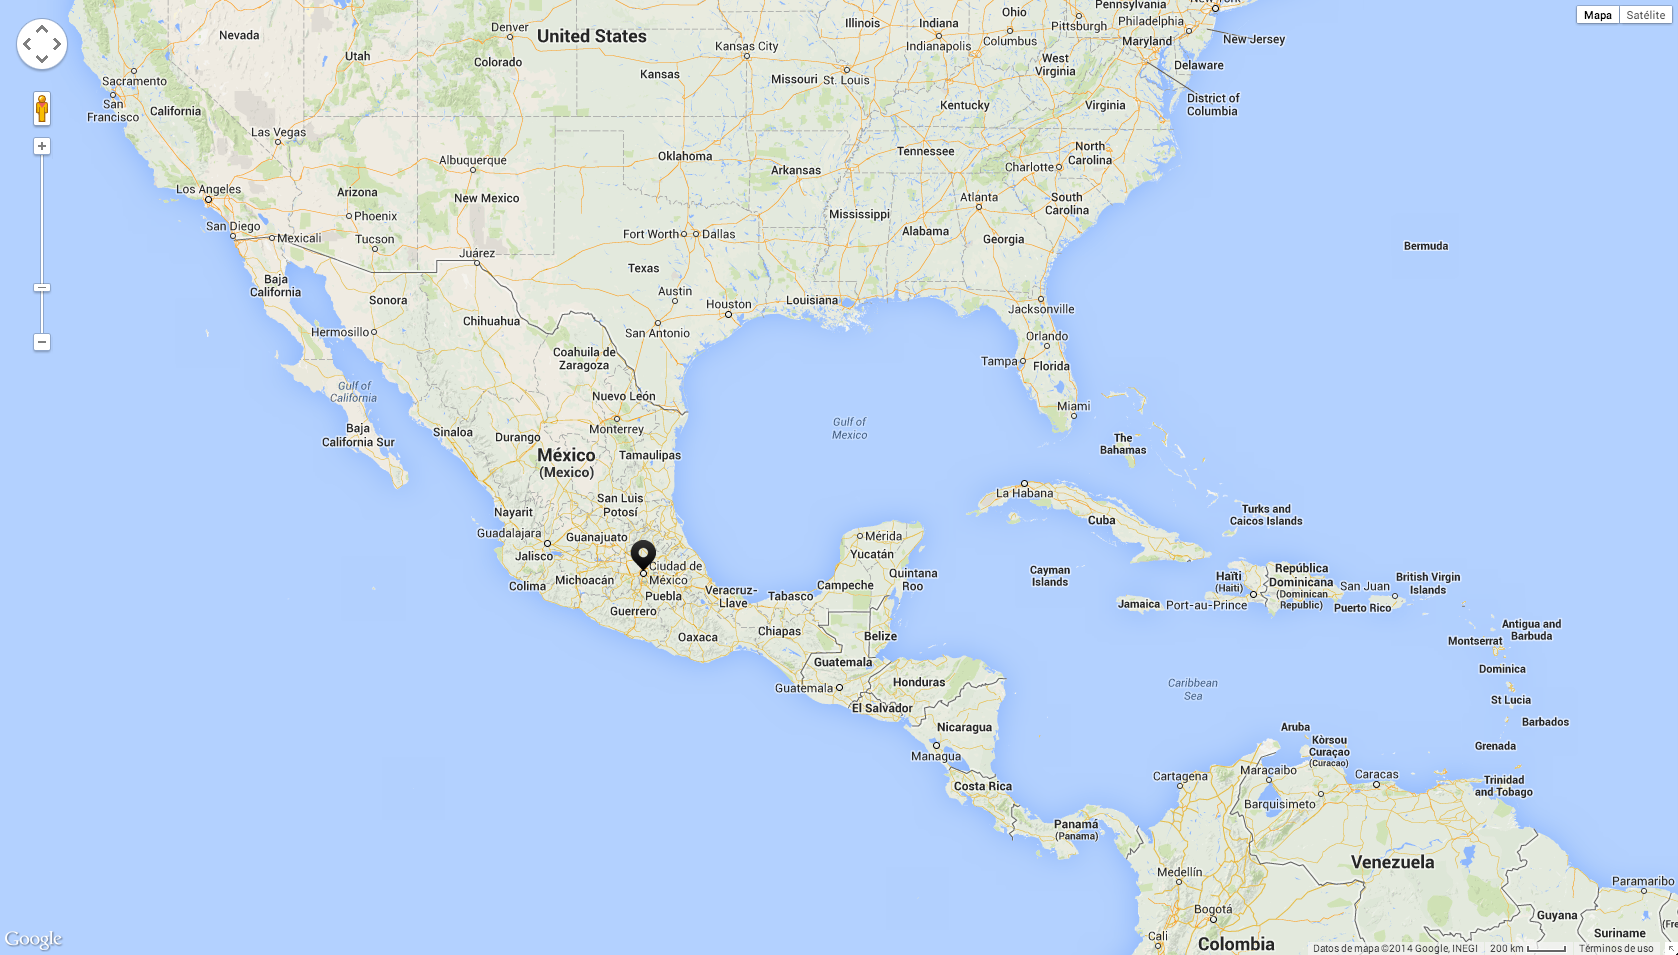 Mapa
Satélite
New York
Pennsylvania
Ohio
Illinois
Indiana
Pittsburgh
Philadelphia
Denver
United States
Nevada
Kansas City
Indianapolis
Columbus
Maryland
New Jersey
Utah
Colorado
West
Virginia
Delaware
Kansas
Missouri
St. Louis
Sacramento
District of
Columbia
San
Francisco
California
Kentucky
Virginia
Las Vegas
Tennessee
North
Carolina
Oklahoma
Albuquerque
Arkansas
Charlotte
Los Angeles
Arizona
New Mexico
Atlanta
South
Carolina
Phoenix
Mississippi
San Diego
Mexicali
Tucson
Fort Worth
Dallas
Alabama
Georgia
Bermuda
Juárez
Texas
Baja
California
Sonora
Austin
Houston
Louisiana
Jacksonville
Chihuahua
Hermosillo
San Antonio
Orlando
Coahuila de
Zaragoza
Tampa
Florida
Gulf of
California
Nuevo León
Miami
Gulf of
Mexico
Baja
California Sur
Sinaloa
Durango
Monterrey
The
Bahamas
México
(Mexico)
Tamaulipas
La Habana
San Luis
Potosí
Nayarit
Cuba
Turks and
Caicos Islands
Guadalajara
Guanajuato
Mérida
Jalisco
Yucatán
Ciudad de
México
Michoacán
Colima
Quintana
Roo
Campeche
Cayman
Islands
Haïti
(Haiti)
República
Dominicana
(Dominican
Republic)
San Juan
British Virgin
Islands
Puebla
Veracruz-
Llave
Tabasco
Jamaica
Port-au-Prince
Puerto Rico
Guerrero
Oaxaca
Chiapas
Belize
Antigua and
Barbuda
Montserrat
Guatemala
Dominica
Guatemala
Honduras
Caribbean
Sea
St Lucia
El Salvador
Nicaragua
Barbados
Aruba
Kòrsou
Curaçao
(Curacao)
Grenada
Managua
Costa Rica
Cartagena
Maracaibo
Caracas
Trinidad
and Tobago
Barquisimeto
Panamá
(Panama)
Venezuela
Medellín
Paramaribo
Bogotá
Guyana
(Fre
Cali
Colombia
Suriname
Google
Datos de mapa ©2014 Google, INEGI
200 km
Términos de uso